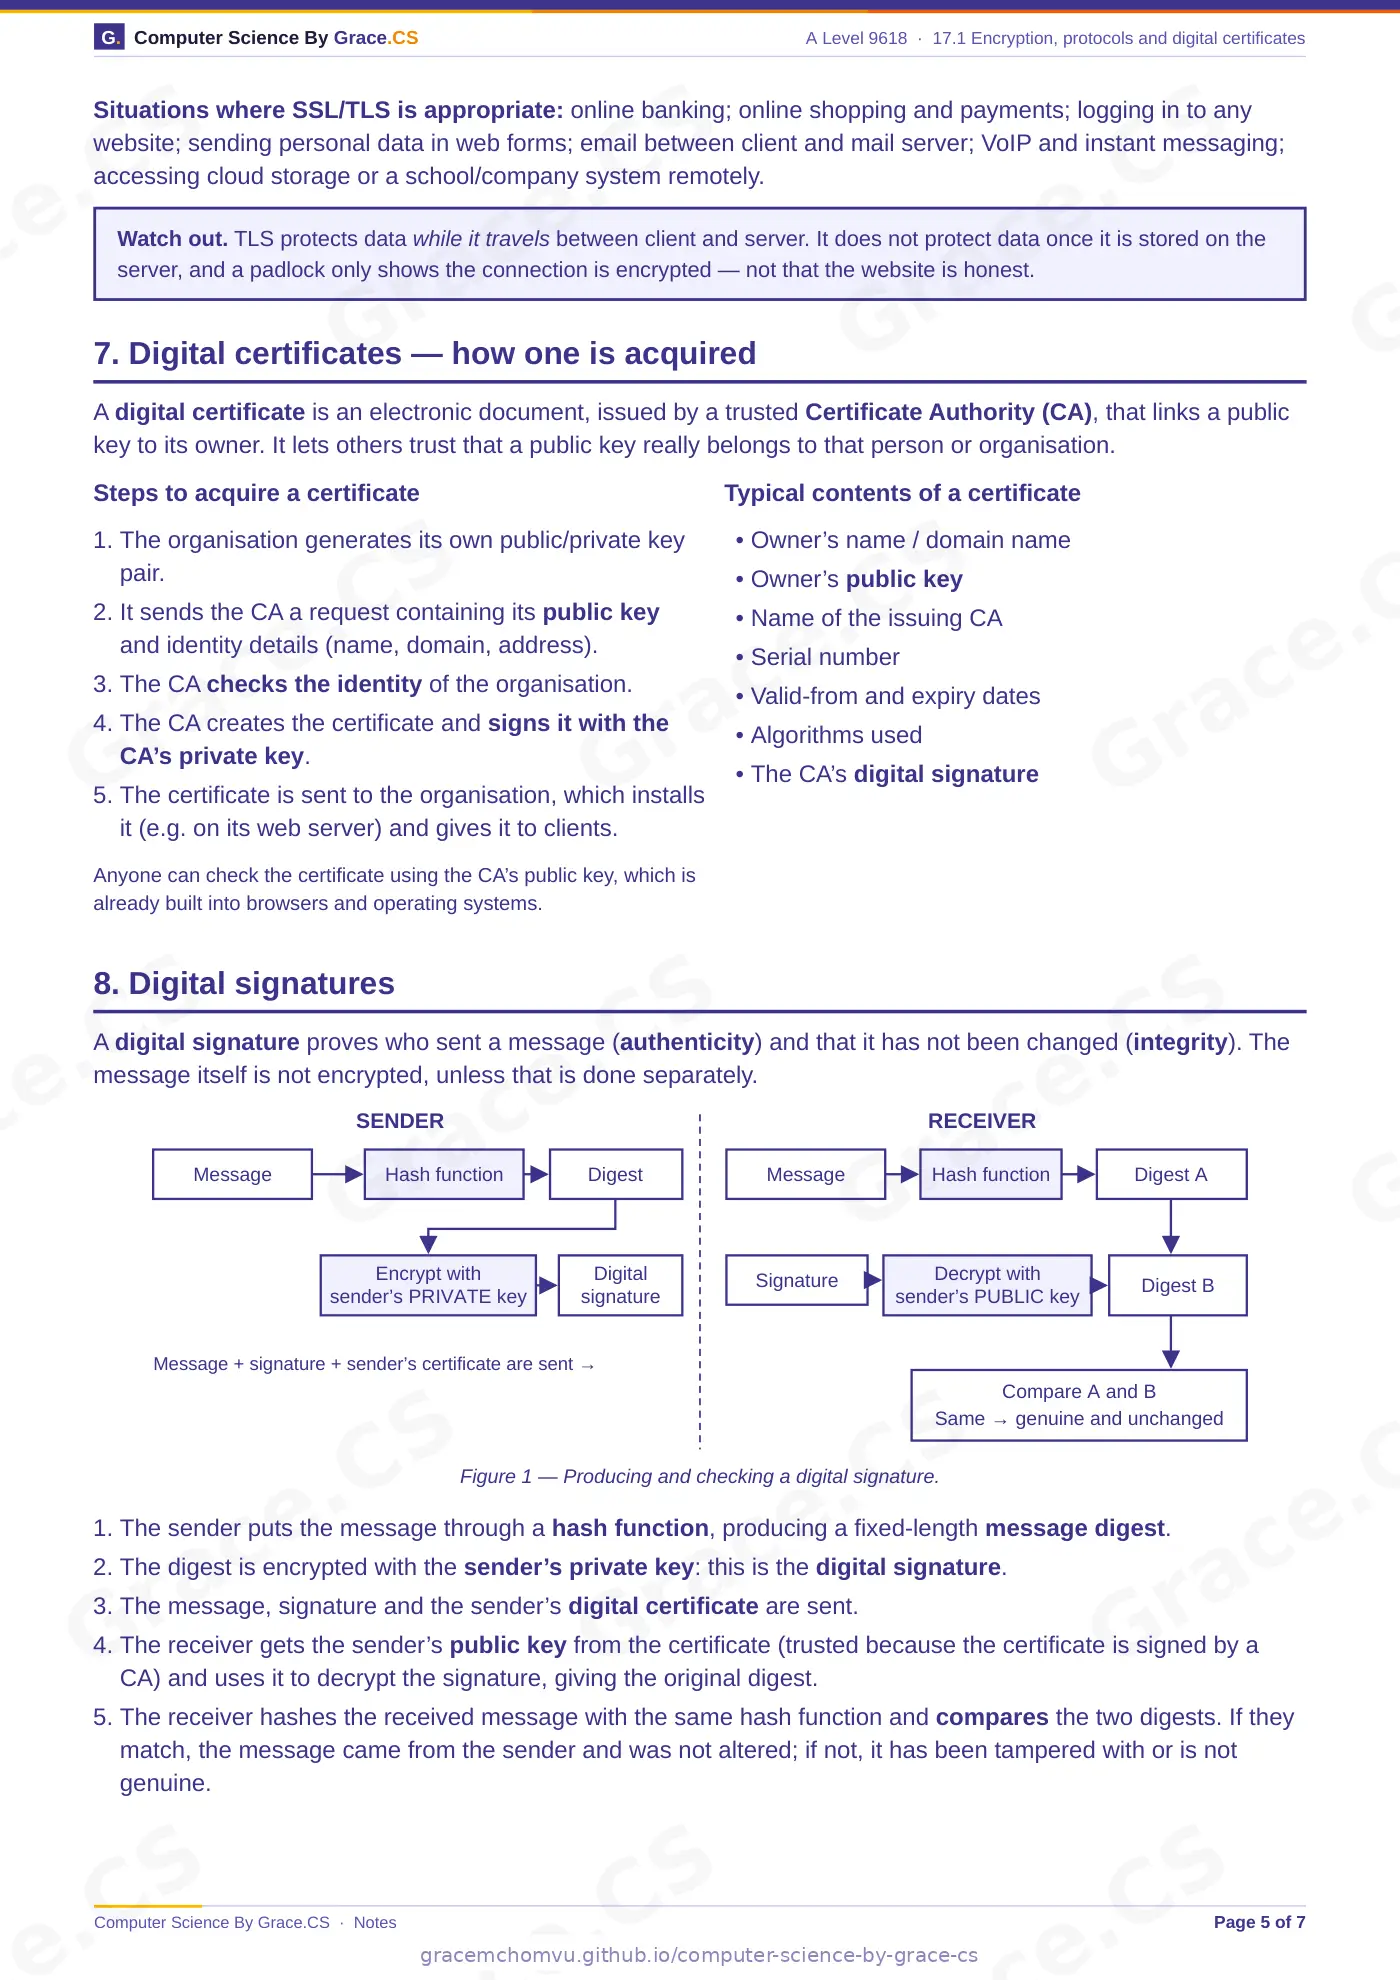 G. Computer Science By Grace.CS
A Level 9618 · 17.1 Encryption, protocols and digital certificates
Situations where SSL/TLS is appropriate: online banking; online shopping and payments; logging in to any
website; sending personal data in web forms; email between client and mail server; VoIP and instant messaging;
accessing cloud storage or a school/company system remotely.
Watch out. TLS protects data while it travels between client and server. It does not protect data once it is stored on the
server, and a padlock only shows the connection is encrypted — not that the website is honest.
7. Digital certificates — how one is acquired
A digital certificate is an electronic document, issued by a trusted Certificate Authority (CA), that links a public
key to its owner. It lets others trust that a public key really belongs to that person or organisation.
Steps to acquire a certificate
1. The organisation generates its own public/private key
pair.
2. It sends the CA a request containing its public key
and identity details (name, domain, address).
3. The CA checks the identity of the organisation.
4. The CA creates the certificate and signs it with the
CA’s private key.
5. The certificate is sent to the organisation, which installs
it (e.g. on its web server) and gives it to clients.
Anyone can check the certificate using the CA’s public key, which is
already built into browsers and operating systems.
Typical contents of a certificate
• Owner’s name / domain name
• Owner’s public key
• Name of the issuing CA
• Serial number
• Valid-from and expiry dates
• Algorithms used
• The CA’s digital signature
8. Digital signatures
A digital signature proves who sent a message (authenticity) and that it has not been changed (integrity). The
message itself is not encrypted, unless that is done separately.
SENDER
Message
Hash function
Digest
Encrypt with
sender’s PRIVATE key
Digital
signature
Message + signature + sender’s certificate are sent →
RECEIVER
Message
Hash function
Digest A
Signature
Decrypt with
sender’s PUBLIC key
Digest B
Compare A and B
Same → genuine and unchanged
Figure 1 — Producing and checking a digital signature.
1. The sender puts the message through a hash function, producing a fixed-length message digest.
2. The digest is encrypted with the sender’s private key: this is the digital signature.
3. The message, signature and the sender’s digital certificate are sent.
4. The receiver gets the sender’s public key from the certificate (trusted because the certificate is signed by a
CA) and uses it to decrypt the signature, giving the original digest.
5. The receiver hashes the received message with the same hash function and compares the two digests. If they
match, the message came from the sender and was not altered; if not, it has been tampered with or is not
genuine.
Computer Science By Grace.CS · Notes
Page 5 of 7
gracemchomvu.github.io/computer-science-by-grace-cs